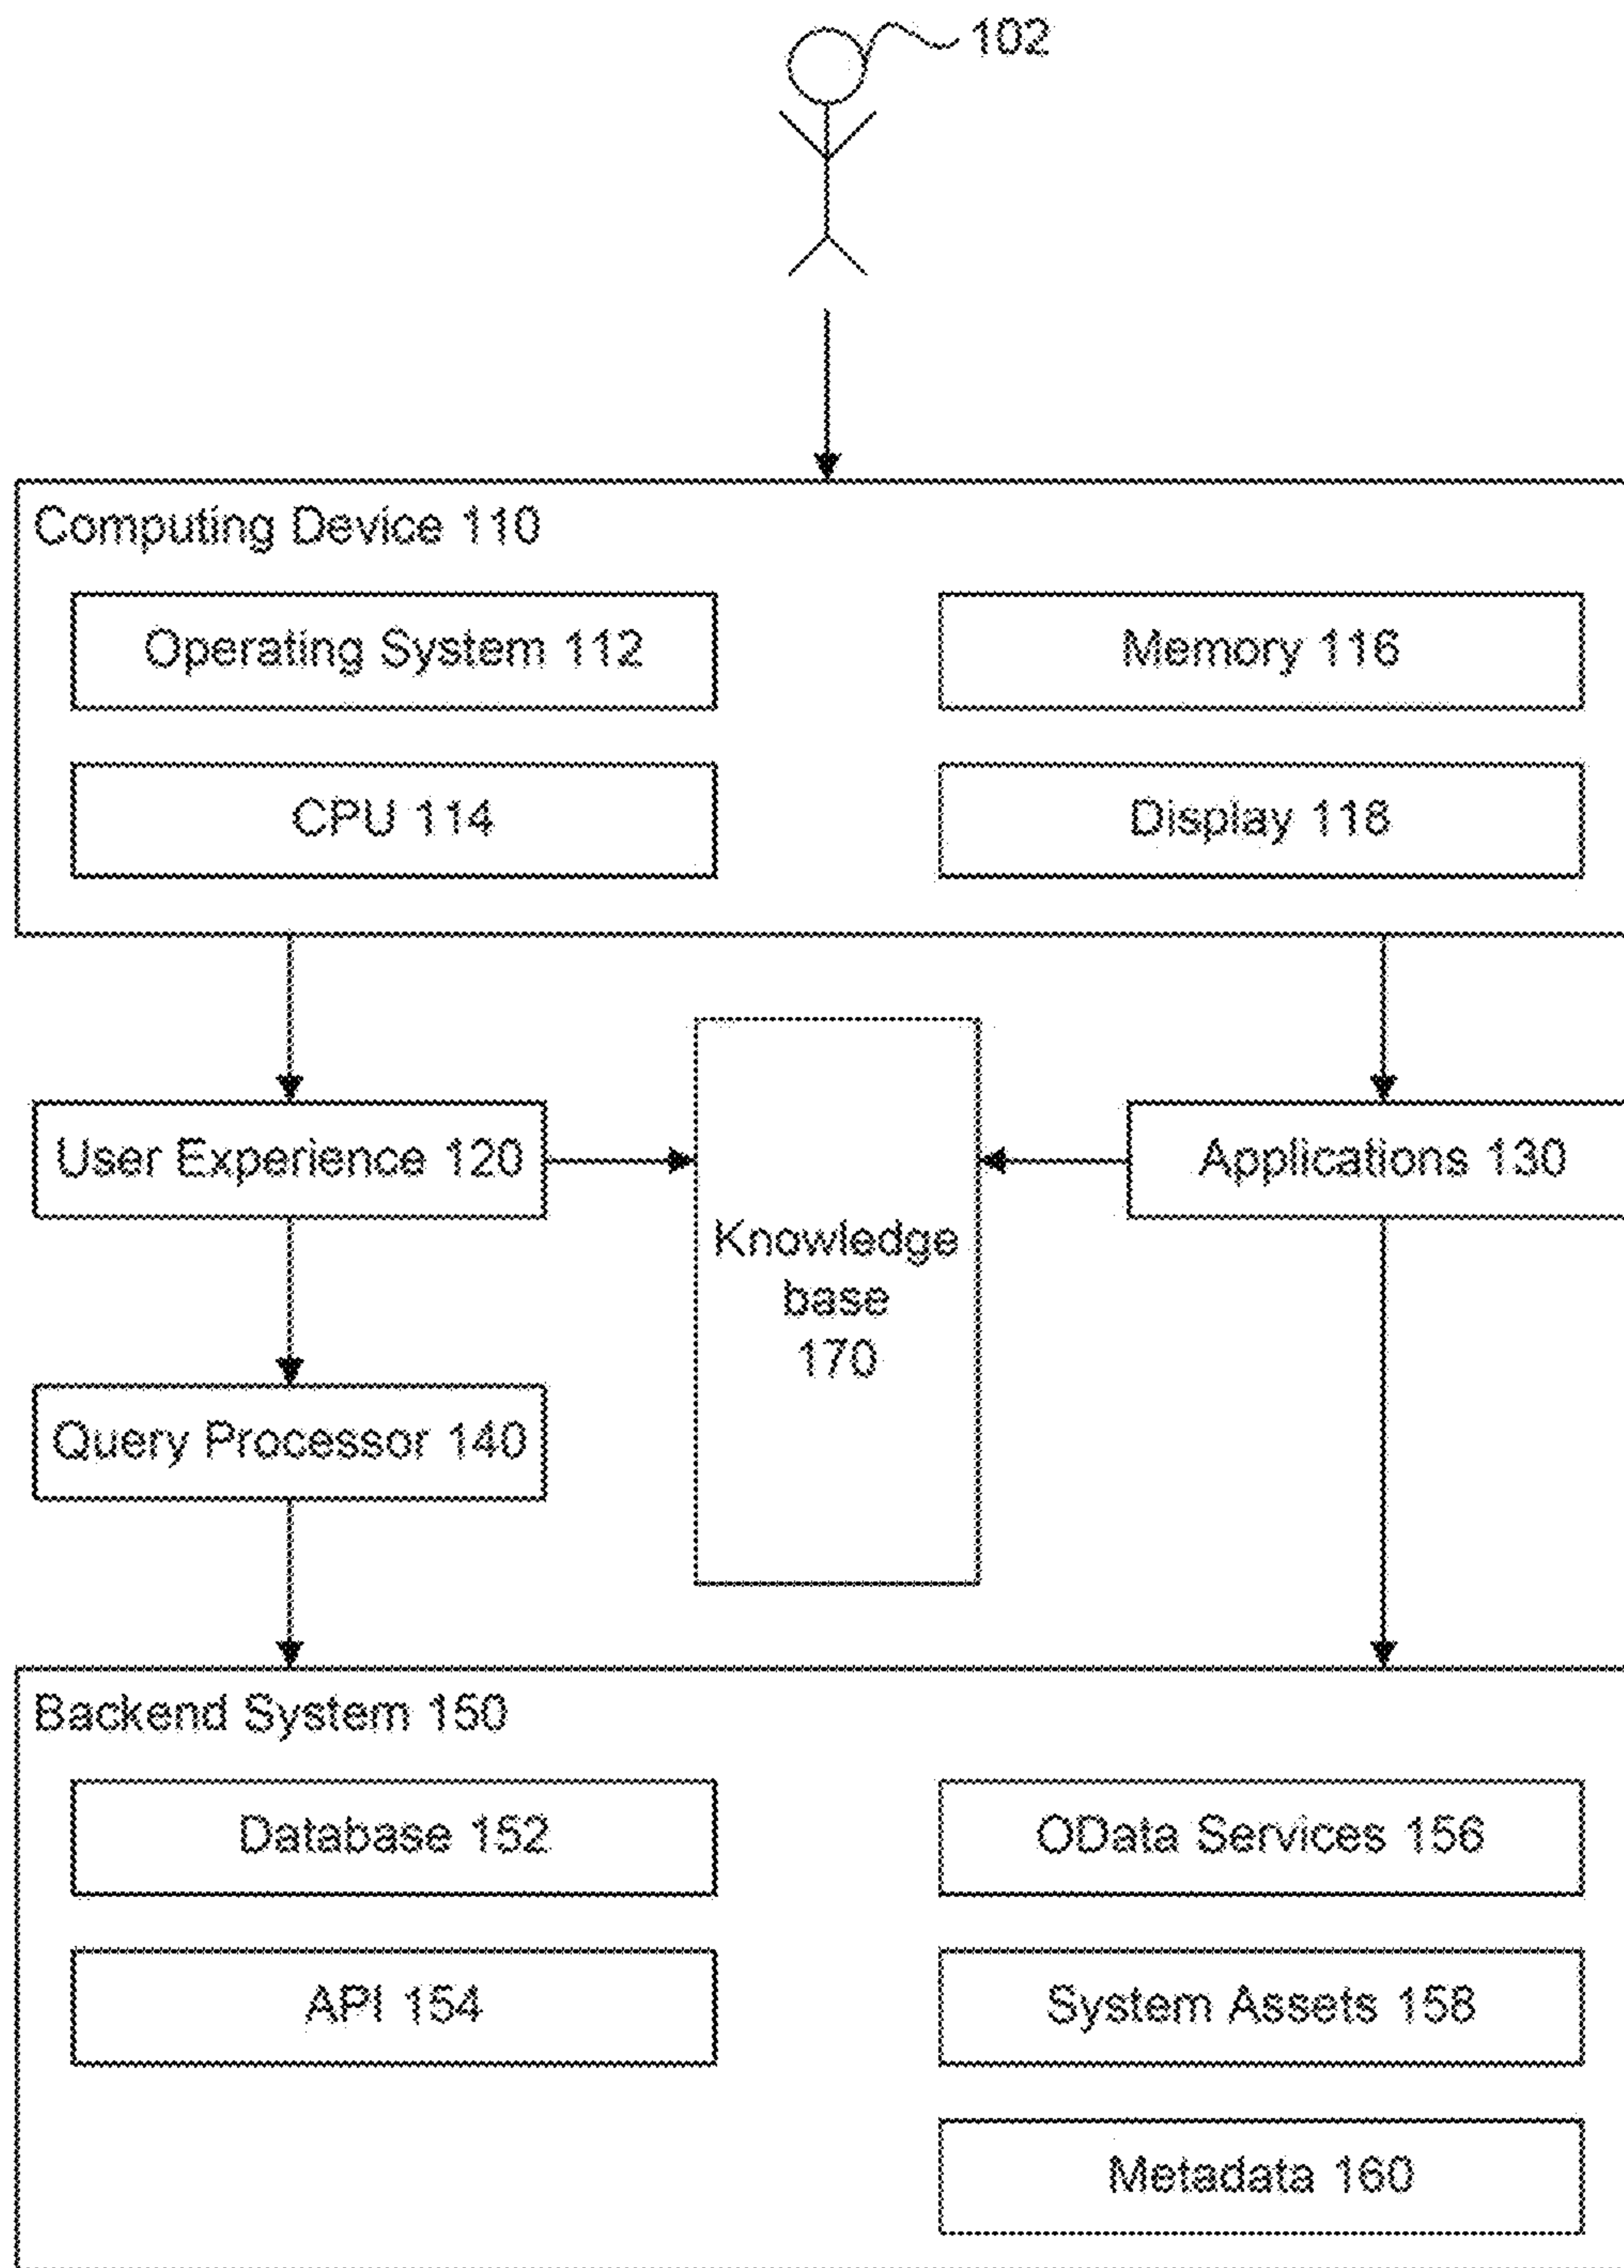 102
Computing Device 110
Operating System 112
Memory 116
CPU 114
Display 118
User Experience 120
Applications 130
Knowledge
base
170
Query Processor 140
Backend System 150
Database 152
OData Services 156
API 154
System Assets 158
Metadata 160